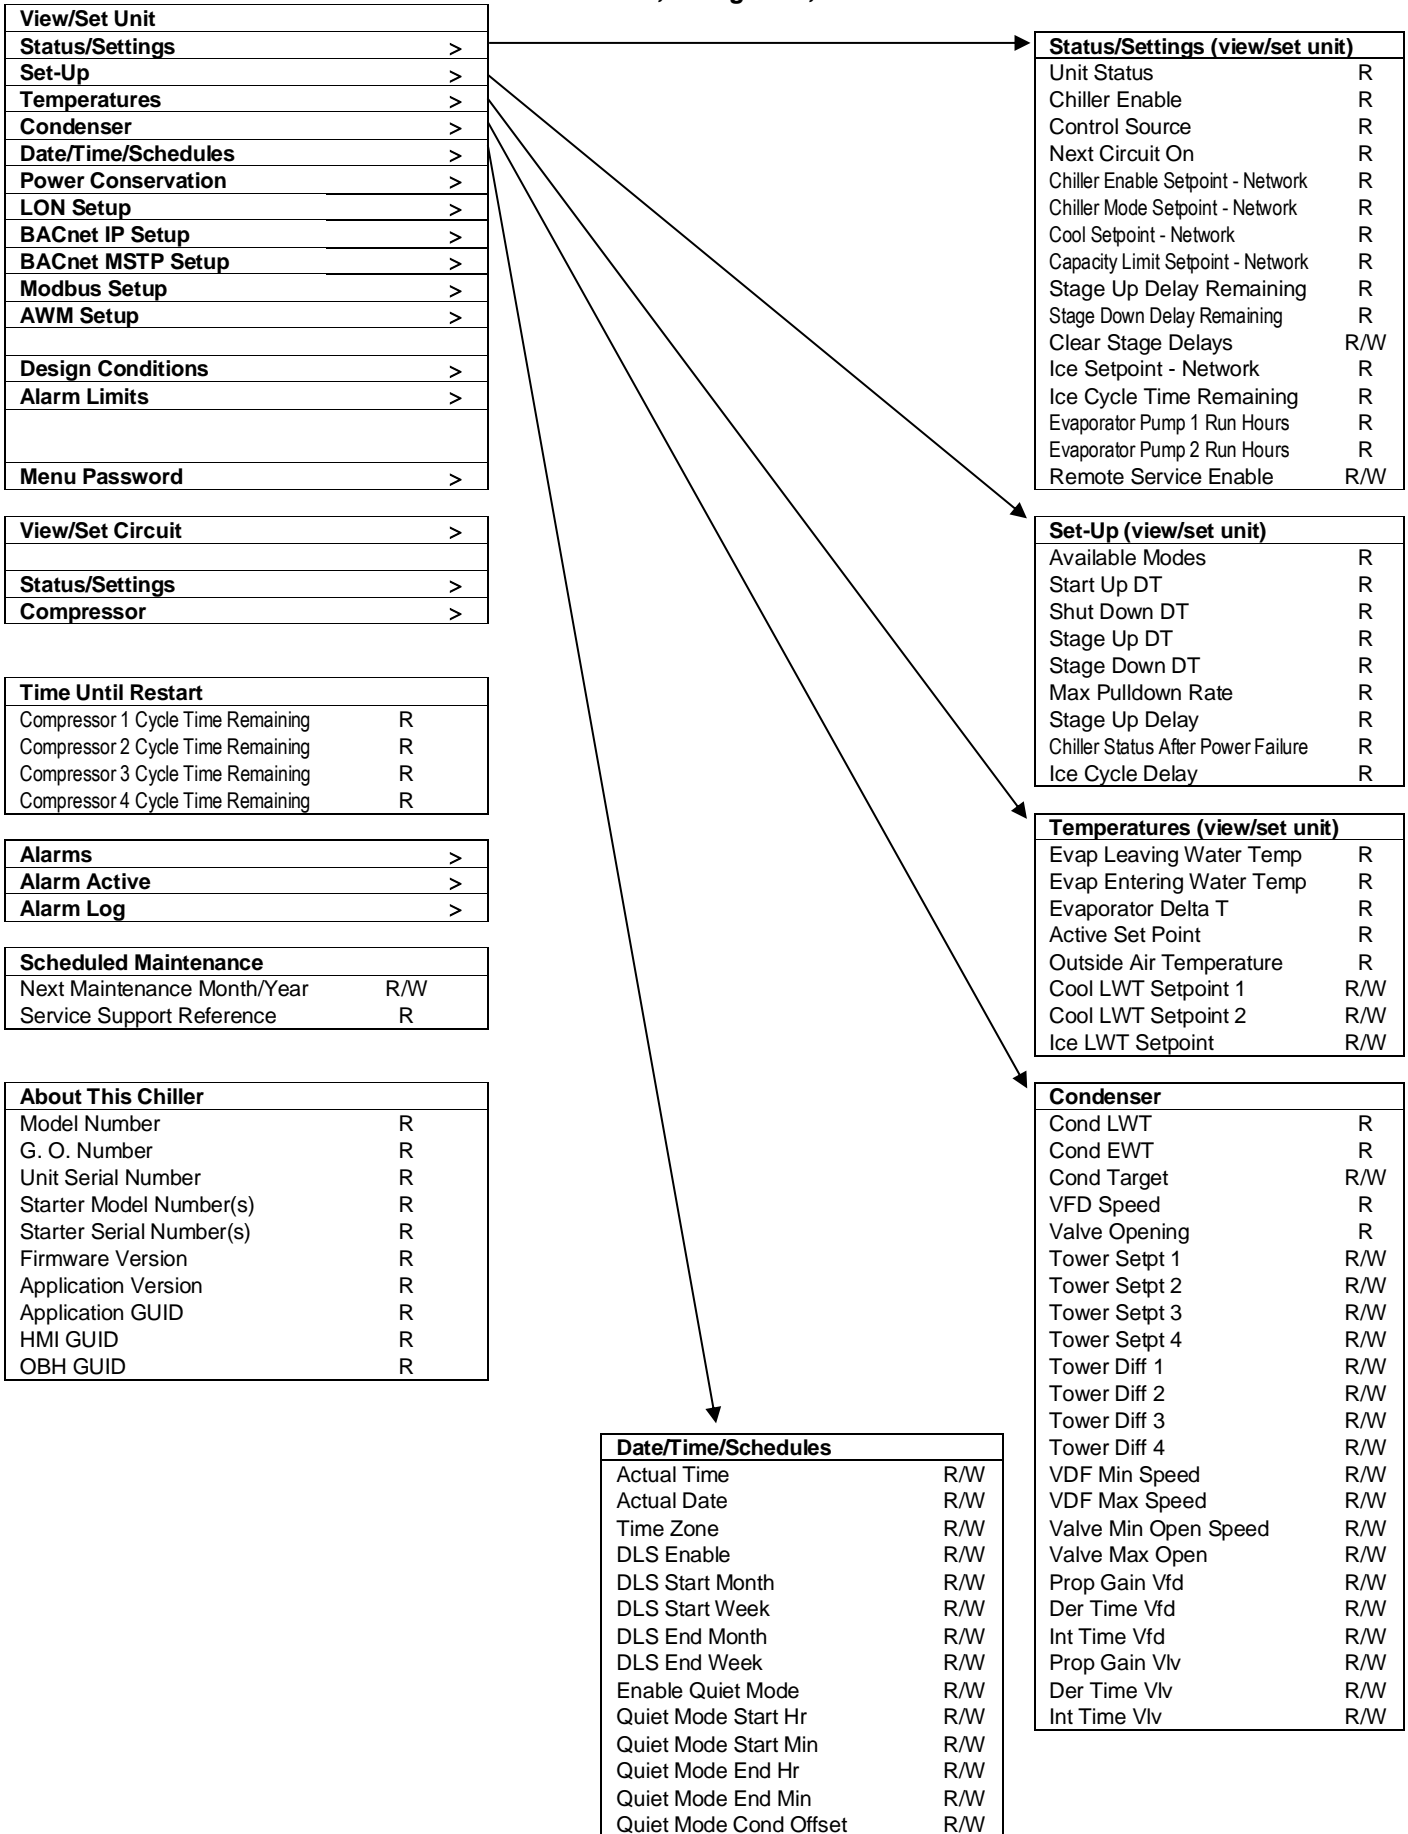 View/Set Unit
Status/Settings >
Set-Up >
Temperatures >
Condenser >
Date/Time/Schedules >
Power Conservation >
LON Setup >
BACnet IP Setup >
BACnet MSTP Setup >
Modbus Setup >
AWM Setup >
Design Conditions >
Alarm Limits >
Menu Password >
View/Set Circuit >
Status/Settings >
Compressor >
Time Until Restart
Compressor 1 Cycle Time Remaining R
Compressor 2 Cycle Time Remaining R
Compressor 3 Cycle Time Remaining R
Compressor 4 Cycle Time Remaining R
Alarms >
Alarm Active >
Alarm Log >
Scheduled Maintenance
Next Maintenance Month/Year R/W
Service Support Reference R
About This Chiller
Model Number R
G. O. Number R
Unit Serial Number R
Starter Model Number(s) R
Starter Serial Number(s) R
Firmware Version R
Application Version R
Application GUID R
HMI GUID R
OBH GUID R
Status/Settings (view/set unit)
Unit Status R
Chiller Enable R
Control Source R
Next Circuit On R
Chiller Enable Setpoint - Network R
Chiller Mode Setpoint - Network R
Cool Setpoint - Network R
Capacity Limit Setpoint - Network R
Stage Up Delay Remaining R
Stage Down Delay Remaining R
Clear Stage Delays R/W
Ice Setpoint - Network R
Ice Cycle Time Remaining R
Evaporator Pump 1 Run Hours R
Evaporator Pump 2 Run Hours R
Remote Service Enable R/W
Set-Up (view/set unit)
Available Modes R
Start Up DT R
Shut Down DT R
Stage Up DT R
Stage Down DT R
Max Pulldown Rate R
Stage Up Delay R
Chiller Status After Power Failure R
Ice Cycle Delay R
Temperatures (view/set unit)
Evap Leaving Water Temp R
Evap Entering Water Temp R
Evaporator Delta T R
Active Set Point R
Outside Air Temperature R
Cool LWT Setpoint 1 R/W
Cool LWT Setpoint 2 R/W
Ice LWT Setpoint R/W
Condenser
Cond LWT R
Cond EWT R
Cond Target R/W
VFD Speed R
Valve Opening R
Tower Setpt 1 R/W
Tower Setpt 2 R/W
Tower Setpt 3 R/W
Tower Setpt 4 R/W
Tower Diff 1 R/W
Tower Diff 2 R/W
Tower Diff 3 R/W
Tower Diff 4 R/W
VDF Min Speed R/W
VDF Max Speed R/W
Valve Min Open Speed R/W
Valve Max Open R/W
Prop Gain Vfd R/W
Der Time Vfd R/W
Int Time Vfd R/W
Prop Gain Vlv R/W
Der Time Vlv R/W
Int Time Vlv R/W
Date/Time/Schedules
Actual Time R/W
Actual Date R/W
Time Zone R/W
DLS Enable R/W
DLS Start Month R/W
DLS Start Week R/W
DLS End Month R/W
DLS End Week R/W
Enable Quiet Mode R/W
Quiet Mode Start Hr R/W
Quiet Mode Start Min R/W
Quiet Mode End Hr R/W
Quiet Mode End Min R/W
Quiet Mode Cond Offset R/W